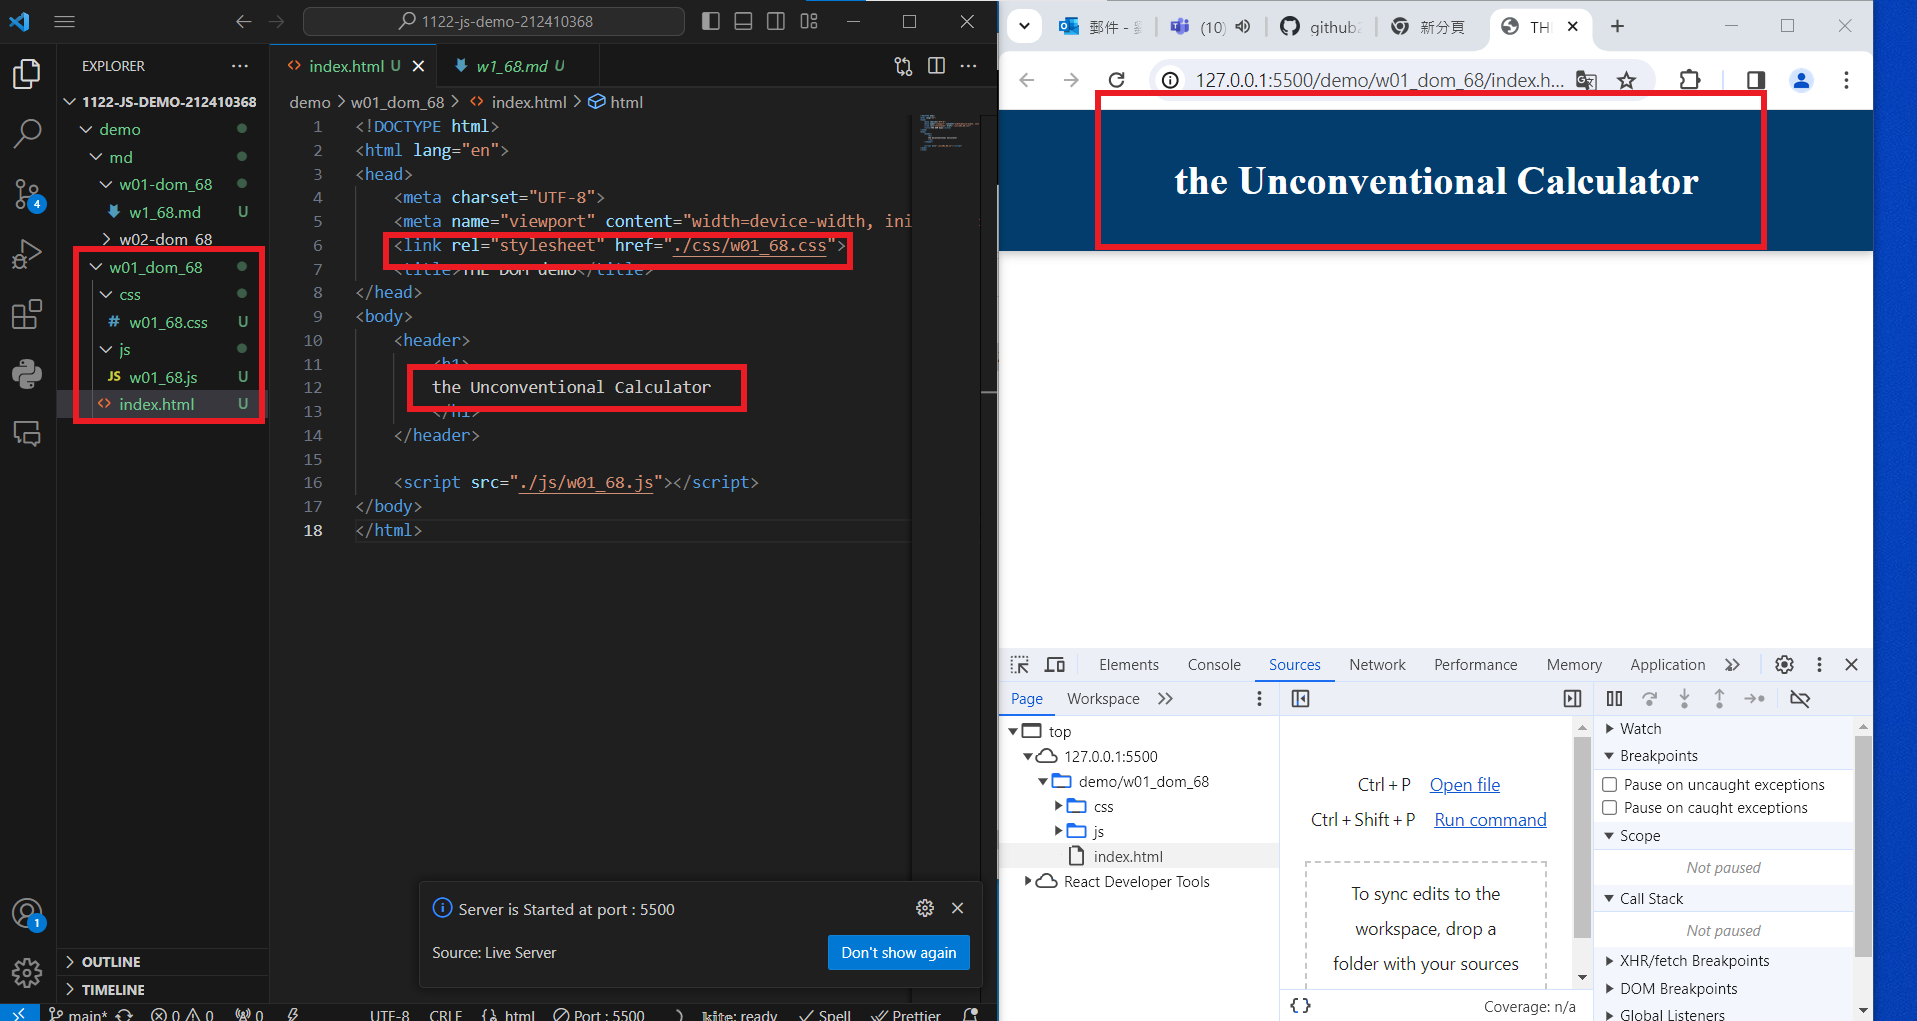 1122-js-demo-212410368
EXPLORER
1122-JS-DEMO-212410368
demo
md
w01-dom_68
w1_68.md U
w02-dom_68
w01_dom_68
css
# w01_68.css U
js
JS w01_68.js U
<> index.html U
OUTLINE
TIMELINE
4
1
<> index.html U
w1_68.md U
demo > w01_dom_68 > <> index.html > html
1 <!DOCTYPE html>
2 <html lang="en">
3 <head>
4 <meta charset="UTF-8">
5 <meta name="viewport" content="width=device-width, ini
6 <link rel="stylesheet" href="./css/w01_68.css">
7 <title>THE DOM demo</title>
8 </head>
9 <body>
10 <header>
11 <h1>
12 the Unconventional Calculator
13 </h1>
14 </header>
15
16 <script src="./js/w01_68.js"></script>
17 </body>
18 </html>
Server is Started at port : 5500
Source: Live Server
Don't show again
main* 0 0 0 UTF-8 CRLF {} html Port : 5500 kite: ready Spell Prettier
郵件 -
(10)
github
新分頁
TH
127.0.0.1:5500/demo/w01_dom_68/index.h...
the Unconventional Calculator
Elements Console Sources Network Performance Memory Application
Page Workspace
top
127.0.0.1:5500
demo/w01_dom_68
css
js
index.html
React Developer Tools
Ctrl + P Open file
Ctrl + Shift + P Run command
To sync edits to the
workspace, drop a
folder with your sources
{} Coverage: n/a
Watch
Breakpoints
Pause on uncaught exceptions
Pause on caught exceptions
Scope
Not paused
Call Stack
Not paused
XHR/fetch Breakpoints
DOM Breakpoints
Global Listeners